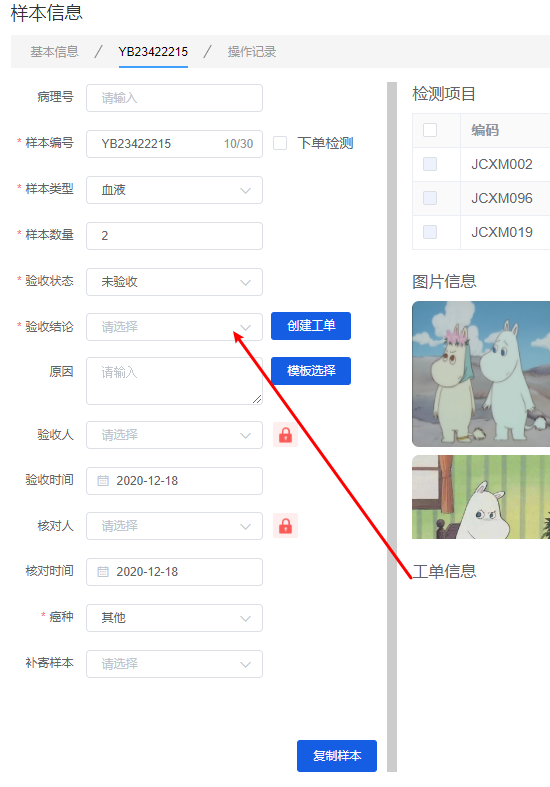 样本信息
基本信息 / YB23422215 / 操作记录
病理号 请输入
* 样本编号 YB23422215 10/30 下单检测
* 样本类型 血液
* 样本数量 2
* 验收状态 未验收
* 验收结论 请选择 创建工单
原因 请输入 模板选择
验收人 请选择
验收时间 2020-12-18
核对人 请选择
核对时间 2020-12-18
* 癌种 其他
补寄样本 请选择
复制样本
检测项目
编码
JCXM002
JCXM096
JCXM019
图片信息
工单信息